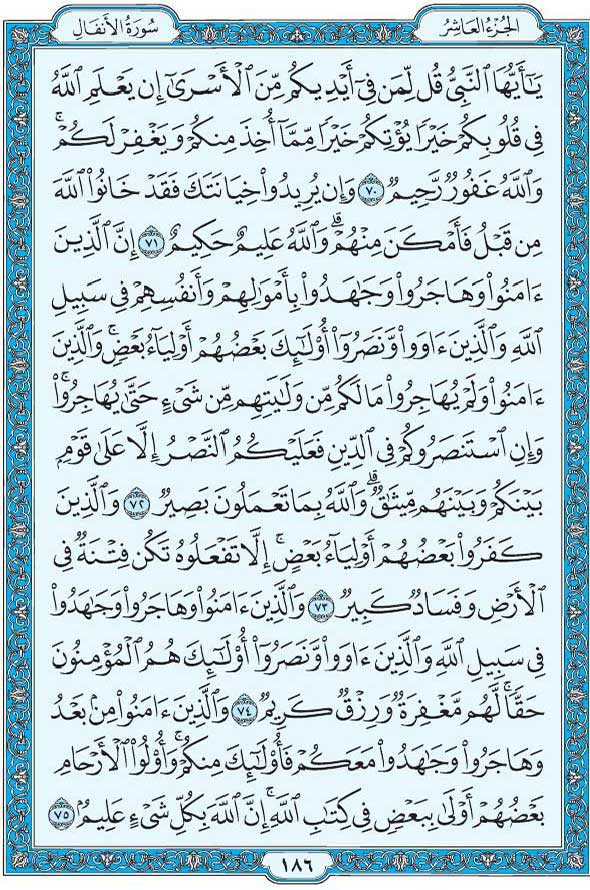 الجزء العاشر
سورة الأنفال
يَٰٓأَيُّهَا ٱلنَّبِيُّ قُل لِّمَن فِىٓ أَيْدِيكُم مِّنَ ٱلْأَسْرَىٰٓ إِن يَعْلَمِ ٱللَّهُ
فِى قُلُوبِكُمْ خَيْرًا يُؤْتِكُمْ خَيْرًا مِّمَّآ أُخِذَ مِنكُمْ وَيَغْفِرْ لَكُمْ ۚ
وَٱللَّهُ غَفُورٌ رَّحِيمٌ ٧٠ وَإِن يُرِيدُوا۟ خِيَانَتَكَ فَقَدْ خَانُوا۟ ٱللَّهَ
مِن قَبْلُ فَأَمْكَنَ مِنْهُمْ ۗ وَٱللَّهُ عَلِيمٌ حَكِيمٌ ٧١ إِنَّ ٱلَّذِينَ
ءَامَنُوا۟ وَهَاجَرُوا۟ وَجَٰهَدُوا۟ بِأَمْوَٰلِهِمْ وَأَنفُسِهِمْ فِى سَبِيلِ
ٱللَّهِ وَٱلَّذِينَ ءَاوَوا۟ وَّنَصَرُوٓا۟ أُو۟لَٰٓئِكَ بَعْضُهُمْ أَوْلِيَآءُ بَعْضٍ ۚ وَٱلَّذِينَ
ءَامَنُوا۟ وَلَمْ يُهَاجِرُوا۟ مَا لَكُم مِّن وَلَٰيَتِهِم مِّن شَىْءٍ حَتَّىٰ يُهَاجِرُوا۟ ۚ
وَإِنِ ٱسْتَنصَرُوكُمْ فِى ٱلدِّينِ فَعَلَيْكُمُ ٱلنَّصْرُ إِلَّا عَلَىٰ قَوْمٍۭ
بَيْنَكُمْ وَبَيْنَهُم مِّيثَٰقٌ ۗ وَٱللَّهُ بِمَا تَعْمَلُونَ بَصِيرٌ ٧٢ وَٱلَّذِينَ
كَفَرُوا۟ بَعْضُهُمْ أَوْلِيَآءُ بَعْضٍ ۚ إِلَّا تَفْعَلُوهُ تَكُن فِتْنَةٌ فِى
ٱلْأَرْضِ وَفَسَادٌ كَبِيرٌ ٧٣ وَٱلَّذِينَ ءَامَنُوا۟ وَهَاجَرُوا۟ وَجَٰهَدُوا۟
فِى سَبِيلِ ٱللَّهِ وَٱلَّذِينَ ءَاوَوا۟ وَّنَصَرُوٓا۟ أُو۟لَٰٓئِكَ هُمُ ٱلْمُؤْمِنُونَ
حَقًّا ۚ لَّهُم مَّغْفِرَةٌ وَرِزْقٌ كَرِيمٌ ٧٤ وَٱلَّذِينَ ءَامَنُوا۟ مِنۢ بَعْدُ
وَهَاجَرُوا۟ وَجَٰهَدُوا۟ مَعَكُمْ فَأُو۟لَٰٓئِكَ مِنكُمْ ۚ وَأُو۟لُوا۟ ٱلْأَرْحَامِ
بَعْضُهُمْ أَوْلَىٰ بِبَعْضٍ فِى كِتَٰبِ ٱللَّهِ ۗ إِنَّ ٱللَّهَ بِكُلِّ شَىْءٍ عَلِيمٌۢ ٧٥
١٨٦